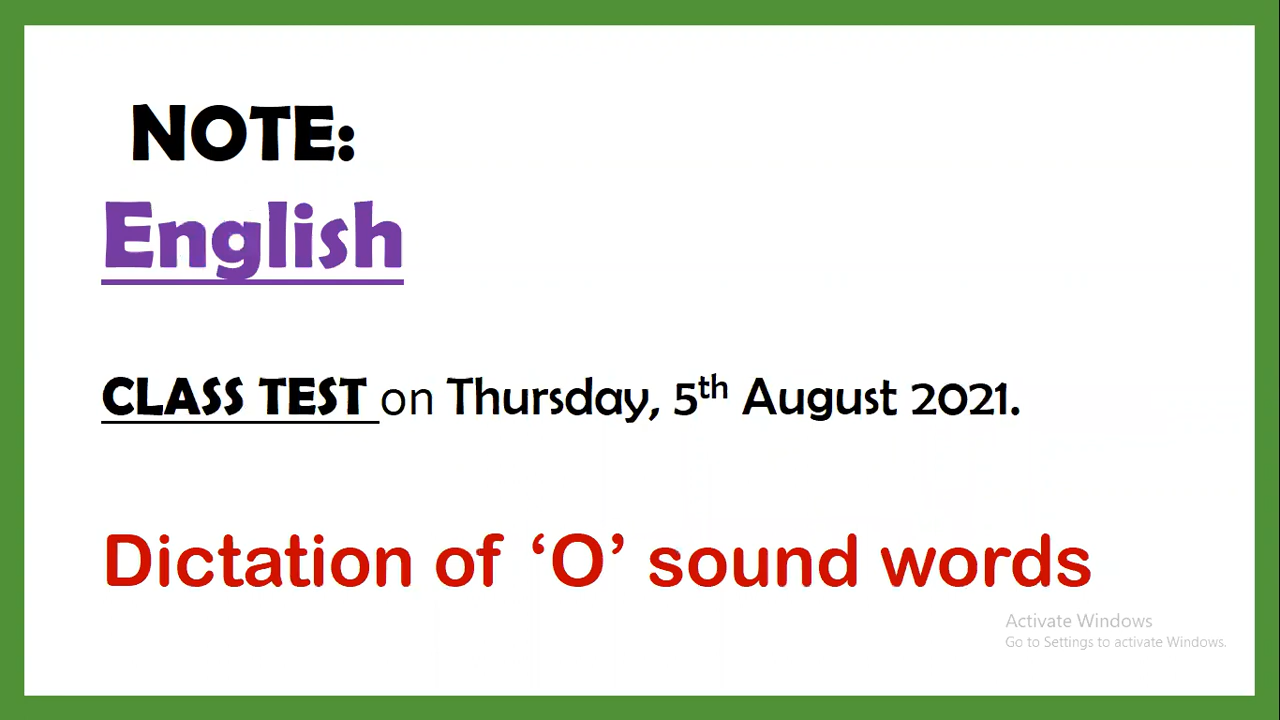 NOTE:
English
CLASS TEST on Thursday, 5th August 2021.
Dictation of ‘O’ sound words
Activate Windows
Go to Settings to activate Windows.